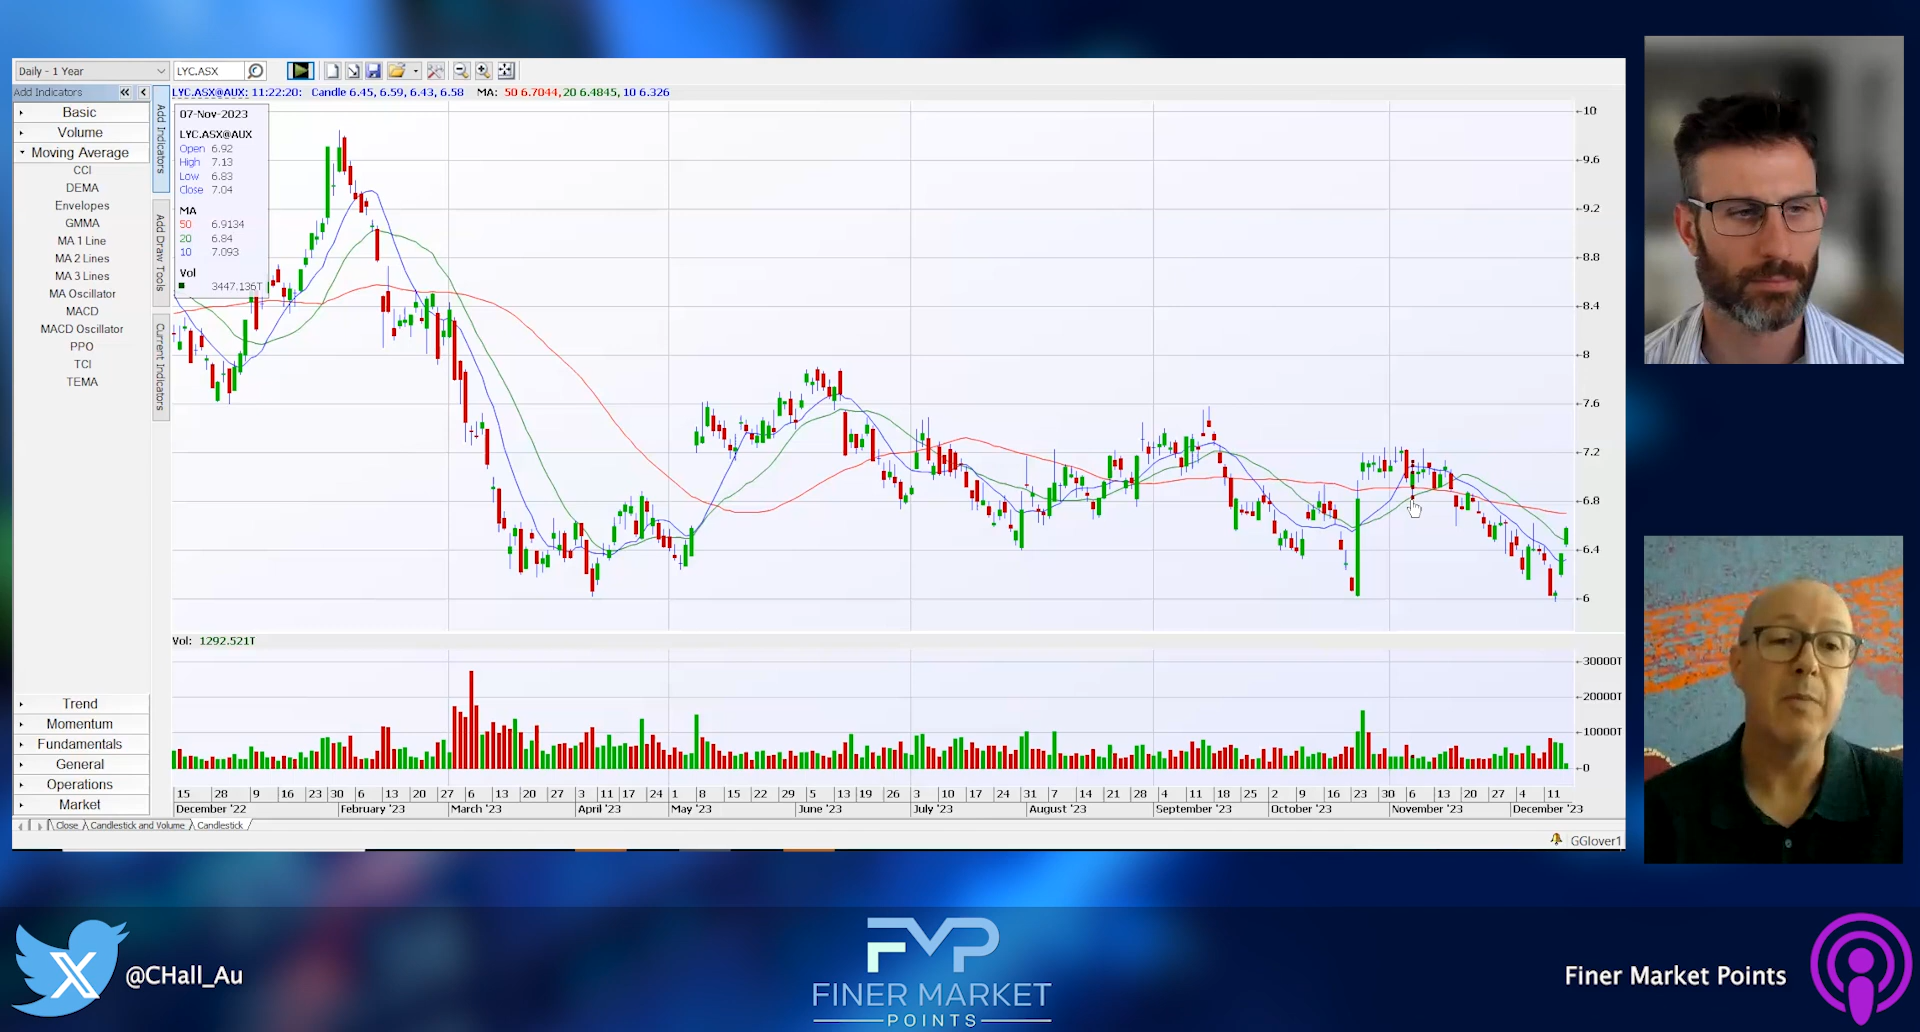 Daily - 1 Year
LYC.ASX
Add Indicators
Basic
Volume
Moving Average
CCI
DEMA
Envelopes
GMMA
MA 1 Line
MA 2 Lines
MA 3 Lines
MA Oscillator
MACD
MACD Oscillator
PPO
TCI
TEMA
Trend
Momentum
Fundamentals
General
Operations
Market
Add Indicators
Add Draw Tools
Current Indicators
LYC.ASX@AUX: 11:22:20: Candle 6.45, 6.59, 6.43, 6.58 MA: 50 6.7044, 20 6.4845, 10 6.326
07-Nov-2023
LYC.ASX@AUX
Open 6.92
High 7.13
Low 6.83
Close 7.04
MA
50 6.9134
20 6.84
10 7.093
Vol
3447.136T
10
9.6
9.2
8.8
8.4
8
7.6
7.2
6.8
6.4
6
Vol: 1292.521T
30000T
20000T
10000T
0
15 28 9 16 23 30 6 13 20 27 6 13 20 27 3 11 17 24 1 8 15 22 29 5 13 19 26 3 10 17 24 31 7 14 21 28 4 11 18 25 2 9 16 23 30 6 13 20 27 4 11
December '22 February '23 March '23 April '23 May '23 June '23 July '23 August '23 September '23 October '23 November '23 December '23
Close Candlestick and Volume Candlestick
GGlover1
@CHall_Au
FMP
FINER MARKET
POINTS
Finer Market Points